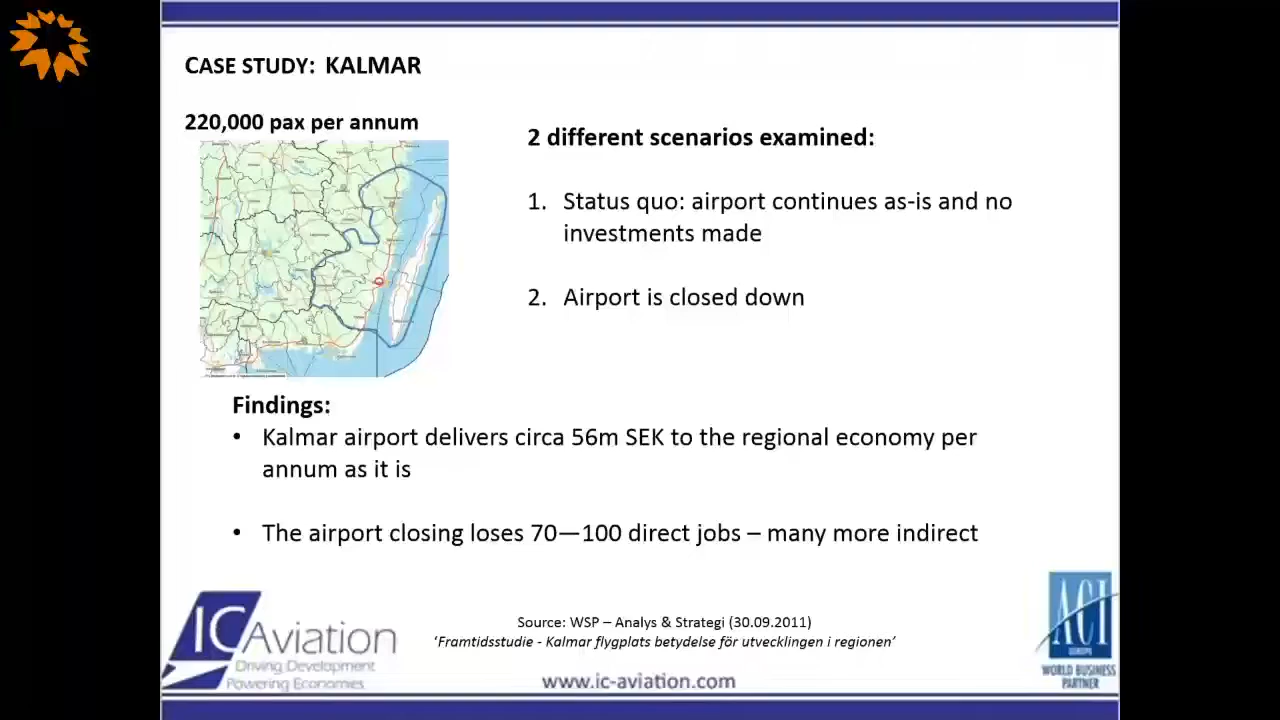 CASE STUDY: KALMAR
220,000 pax per annum
2 different scenarios examined:
1. Status quo: airport continues as-is and no
investments made
2. Airport is closed down
Findings:
• Kalmar airport delivers circa 56m SEK to the regional economy per
annum as it is
• The airport closing loses 70—100 direct jobs – many more indirect
IC Aviation
Driving Development
Powering Economies
Source: WSP – Analys & Strategi (30.09.2011)
‘Framtidsstudie - Kalmar flygplats betydelse för utvecklingen i regionen’
www.ic-aviation.com
ACI
EUROPE
WORLD BUSINESS
PARTNER